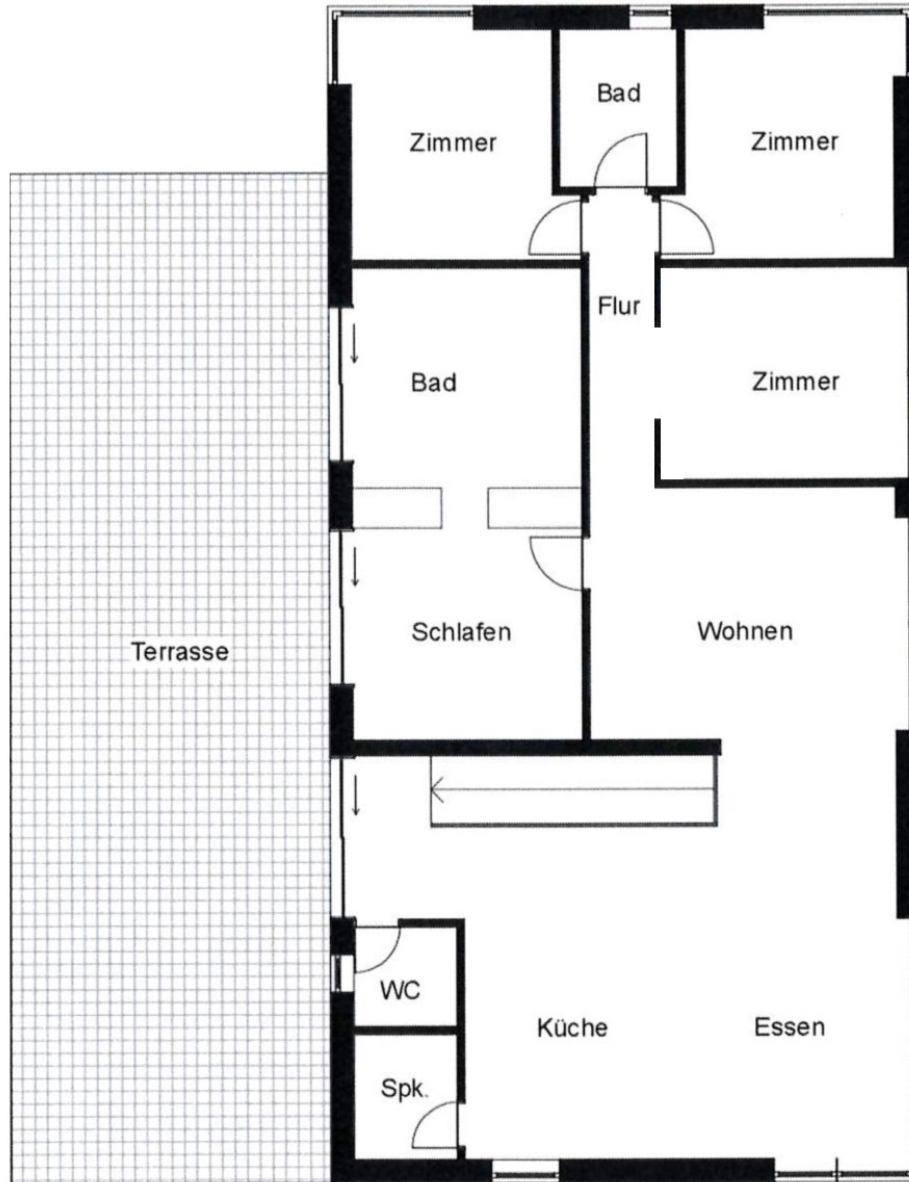 Bad
Zimmer
Zimmer
Flur
Bad
Zimmer
Schlafen
Wohnen
Terrasse
WC
Küche
Essen
Spk.